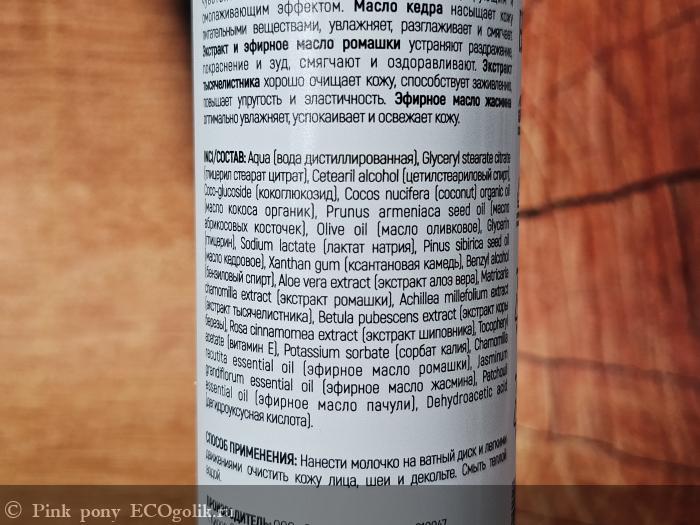 омолаживающим эффектом. Масло кедра насыщает кожу
питательными веществами, увлажняет, разглаживает и смягчает.
Экстракт и эфирное масло ромашки устраняют раздражение,
покраснение и зуд, смягчают и оздоравливают. Экстракт
тысячелистника хорошо очищает кожу, способствует заживлению,
повышает упругость и эластичность. Эфирное масло жасмина
оптимально увлажняет, успокаивает и освежает кожу.
INCI/СОСТАВ: Aqua (вода дистиллированная), Glyceryl stearate citrate
(глицерил стеарат цитрат), Cetearil alcohol (цетилстеариловый спирт),
Coco-glucoside (кокоглюкозид), Cocos nucifera (coconut) organic oil
(масло кокоса органик), Prunus armeniaca seed oil (масло
абрикосовых косточек), Olive oil (масло оливковое), Glycerin
(глицерин), Sodium lactate (лактат натрия), Pinus sibirica seed oil
(масло кедровое), Xanthan gum (ксантановая камедь), Benzyl alcohol
(бензиловый спирт), Aloe vera extract (экстракт алоэ вера), Matricaria
chamomilla extract (экстракт ромашки), Achillea millefolium extract
(экстракт тысячелистника), Betula pubescens extract (экстракт коры
березы), Rosa cinnamomea extract (экстракт шиповника), Tocopheryl
acetate (витамин Е), Potassium sorbate (сорбат калия), Chamomilla
recutita essential oil (эфирное масло ромашки), Jasminum
grandiflorum essential oil (эфирное масло жасмина), Patchouli
essential oil (эфирное масло пачули), Dehydroacetic acid
(дегидроуксусная кислота).
СПОСОБ ПРИМЕНЕНИЯ: Нанести молочко на ватный диск и легкими
движениями очистить кожу лица, шеи и декольте. Смыть теплой
водой.
ПРОИЗВОДИТЕЛЬ: ООО
© Pink pony ECOgolik.ru